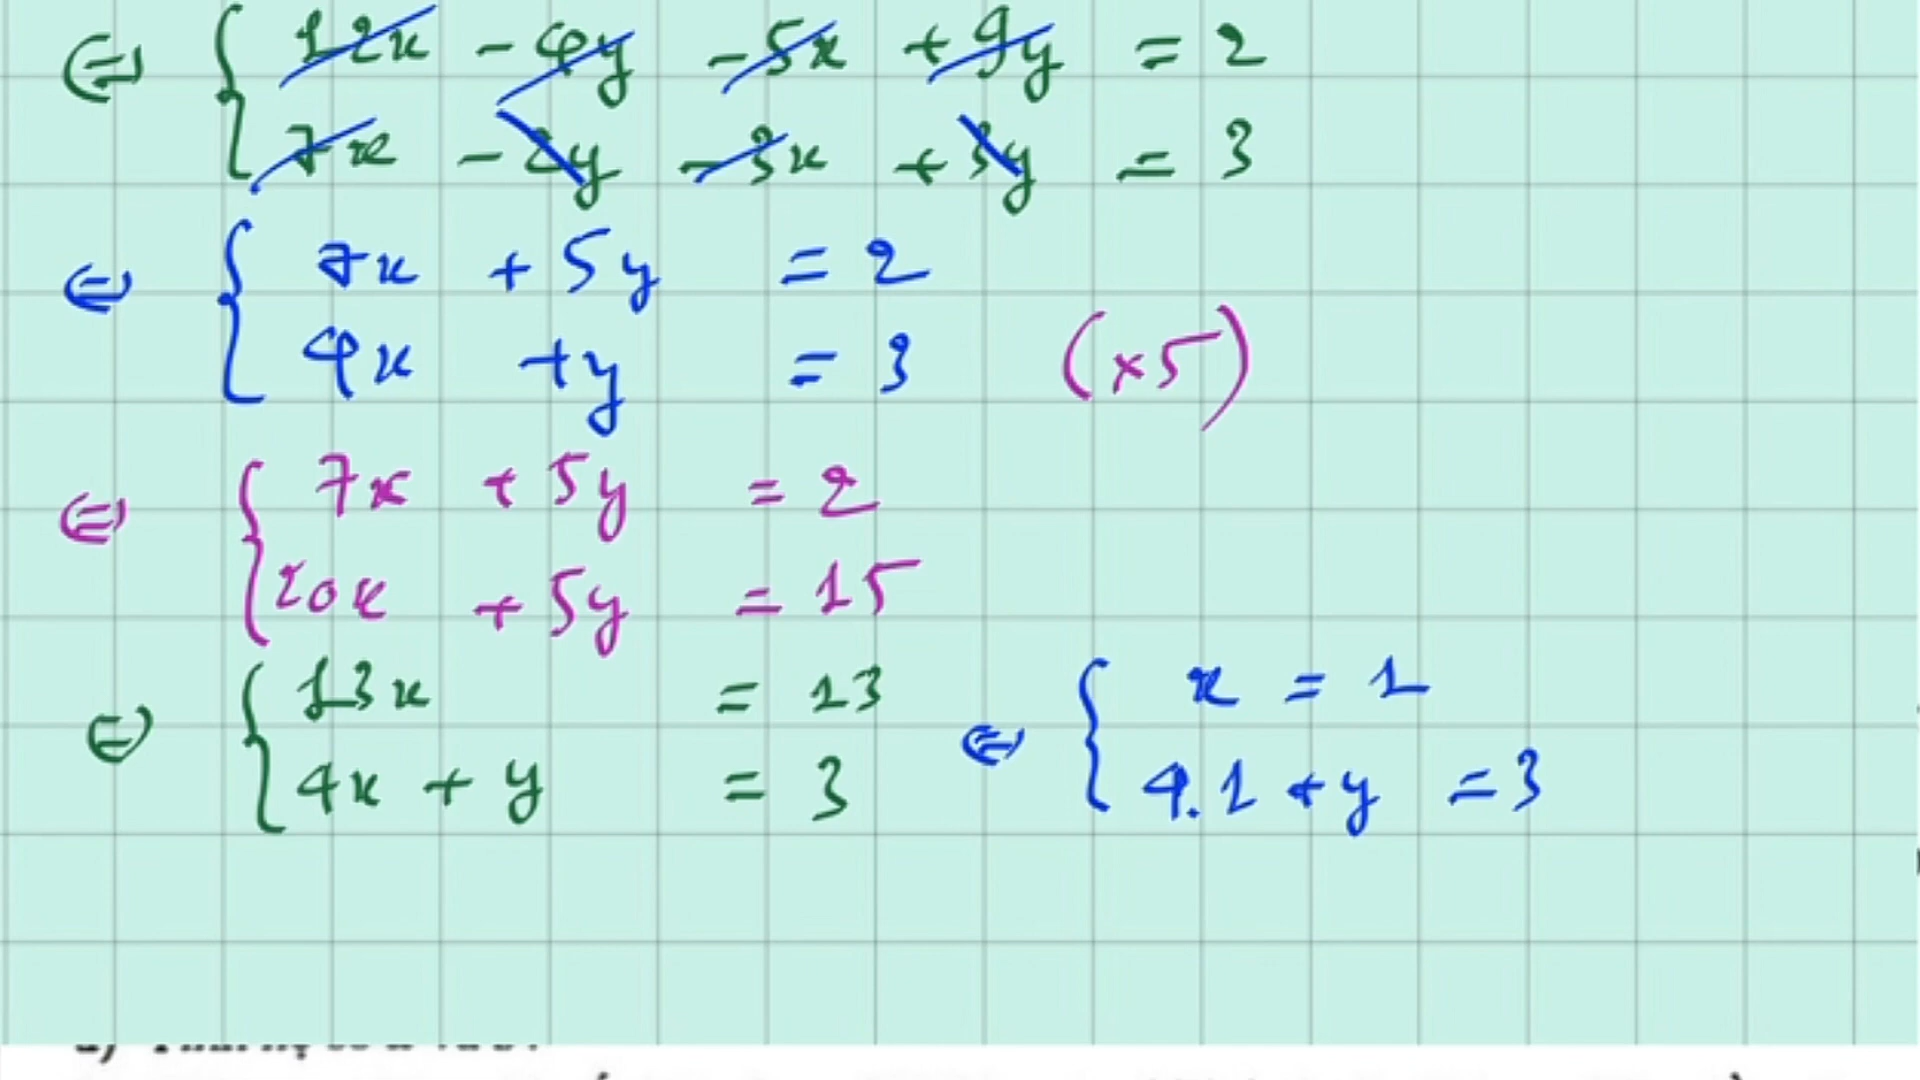 ⇔ { 12x - 4y - 5x + 9y = 2
7x - 2y - 3x + 3y = 3
⇔ { 7x + 5y = 2
4x + y = 3 (x5)
⇔ { 7x + 5y = 2
20x + 5y = 15
⇔ { 13x = 13
4x + y = 3
⇔ { x = 1
4.1 + y = 3